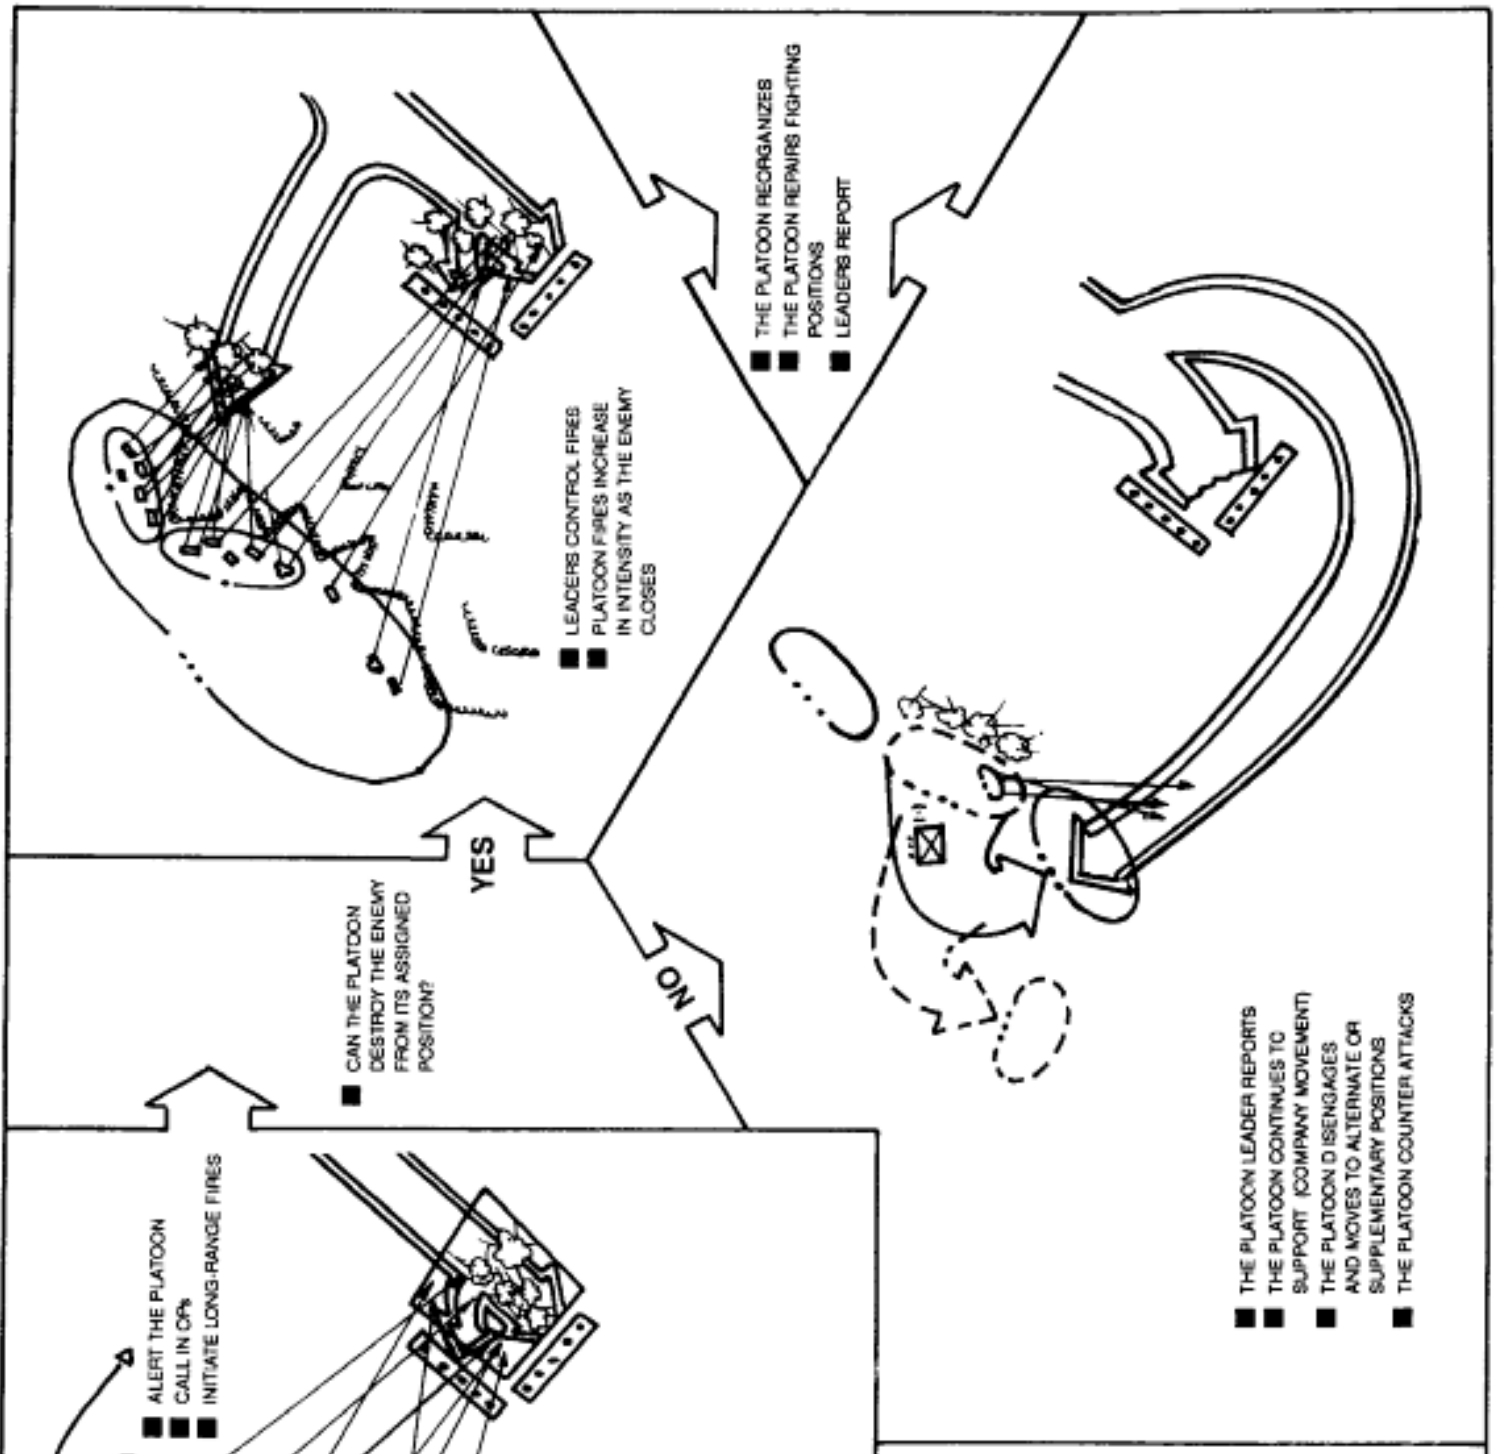 ■ ALERT THE PLATOON
■ CALL IN OPs
■ INITIATE LONG-RANGE FIRES
■ CAN THE PLATOON
DESTROY THE ENEMY
FROM ITS ASSIGNED
POSITION?
YES
NO
■ LEADERS CONTROL FIRES
■ PLATOON FIRES INCREASE
IN INTENSITY AS THE ENEMY
CLOSES
■ THE PLATOON LEADER REPORTS
■ THE PLATOON CONTINUES TO
SUPPORT (COMPANY MOVEMENT)
■ THE PLATOON DISENGAGES
AND MOVES TO ALTERNATE OR
SUPPLEMENTARY POSITIONS
■ THE PLATOON COUNTER ATTACKS
■ THE PLATOON REORGANIZES
■ THE PLATOON REPAIRS FIGHTING
POSITIONS
■ LEADERS REPORT